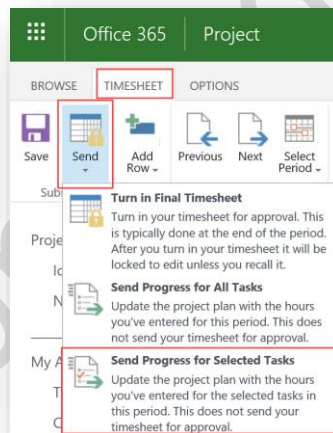 Office 365 Project
BROWSE TIMESHEET OPTIONS
Save Send Add Row Previous Next Select Period
Turn in Final Timesheet
Turn in your timesheet for approval. This
is typically done at the end of the period.
After you turn in your timesheet it will be
locked to edit unless you recall it.
Proje
Send Progress for All Tasks
Update the project plan with the hours
you've entered for this period. This does
not send your timesheet for approval.
My A
Send Progress for Selected Tasks
Update the project plan with the hours
you've entered for the selected tasks in
this period. This does not send your
timesheet for approval.